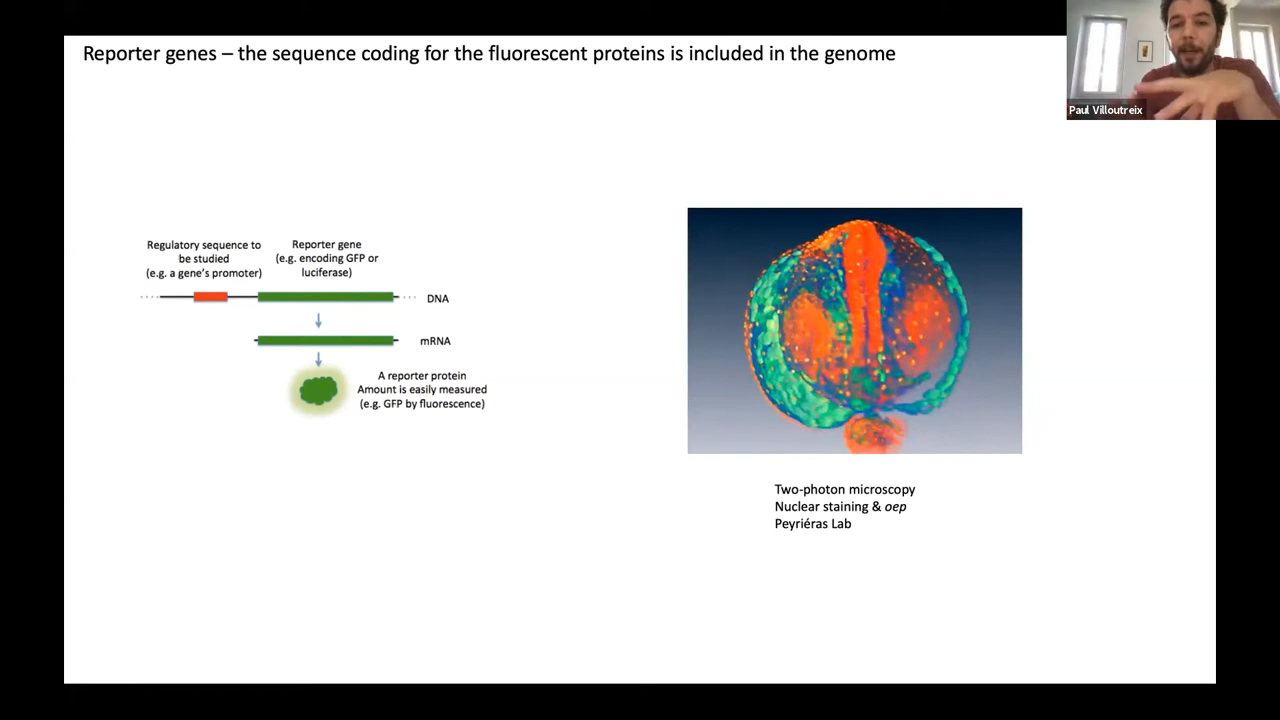 Reporter genes – the sequence coding for the fluorescent proteins is included in the genome
Paul Villoutreix
Regulatory sequence to
be studied
(e.g. a gene's promoter)
Reporter gene
(e.g. encoding GFP or
luciferase)
DNA
mRNA
A reporter protein
Amount is easily measured
(e.g. GFP by fluorescence)
Two-photon microscopy
Nuclear staining & oep
Peyriéras Lab